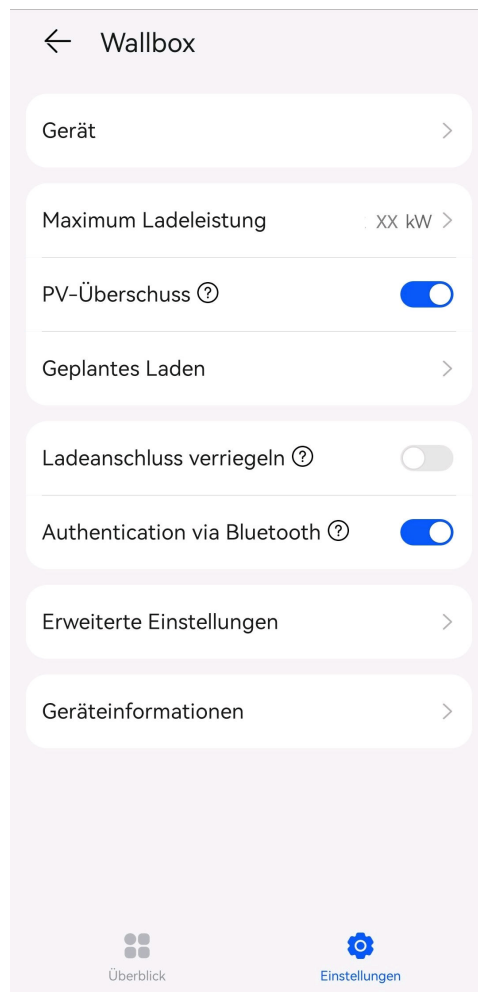 Wallbox
Gerät
Maximum Ladeleistung XX kW
PV-Überschuss ?
Geplantes Laden
Ladeanschluss verriegeln ?
Authentication via Bluetooth ?
Erweiterte Einstellungen
Geräteinformationen
Überblick Einstellungen